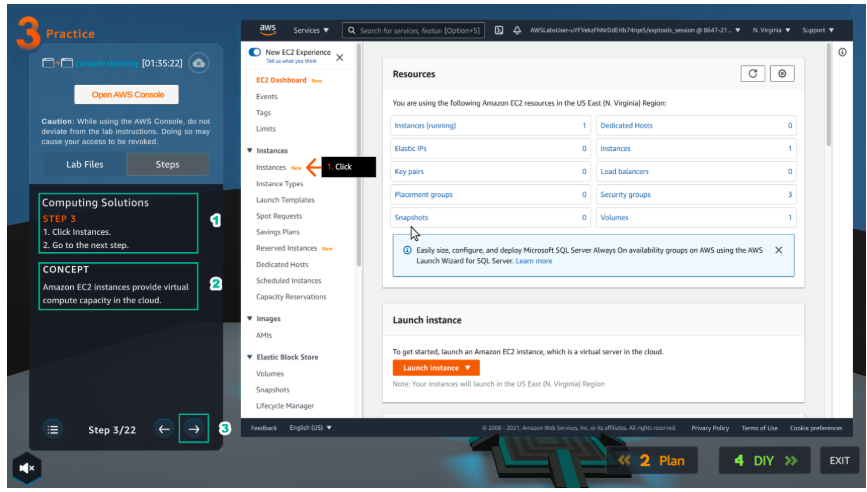 3 Practice
console running [01:35:22]
Open AWS Console
Caution: While using the AWS Console, do not
deviate from the lab instructions. Doing so may
cause your access to be revoked.
Lab Files
Steps
Computing Solutions
STEP 3
1. Click Instances.
2. Go to the next step.
1
CONCEPT
Amazon EC2 instances provide virtual
compute capacity in the cloud.
2
Step 3/22
3
aws
Services ▼
Search for services, featur [Option+S]
N. Virginia ▼
Support ▼
New EC2 Experience
Tell us what you think
EC2 Dashboard New
Events
Tags
Limits
▼ Instances
Instances New
1. Click
Instance Types
Launch Templates
Spot Requests
Savings Plans
Reserved Instances New
Dedicated Hosts
Scheduled Instances
Capacity Reservations
▼ Images
AMIs
▼ Elastic Block Store
Volumes
Snapshots
Lifecycle Manager
Resources
You are using the following Amazon EC2 resources in the US East (N. Virginia) Region:
Instances (running) 1 Dedicated Hosts 0
Elastic IPs 0 Instances 1
Key pairs 0 Load balancers 0
Placement groups 0 Security groups 3
Snapshots 0 Volumes 1
Easily size, configure, and deploy Microsoft SQL Server Always On availability groups on AWS using the AWS
Launch Wizard for SQL Server. Learn more
Launch instance
To get started, launch an Amazon EC2 instance, which is a virtual server in the cloud.
Launch instance ▼
Note: Your instances will launch in the US East (N. Virginia) Region
Feedback English (US) ▼ © 2008 - 2021, Amazon Web Services, Inc. or its affiliates. All rights reserved. Privacy Policy Terms of Use Cookie preferences
<< 2 Plan
4 DIY >>
EXIT